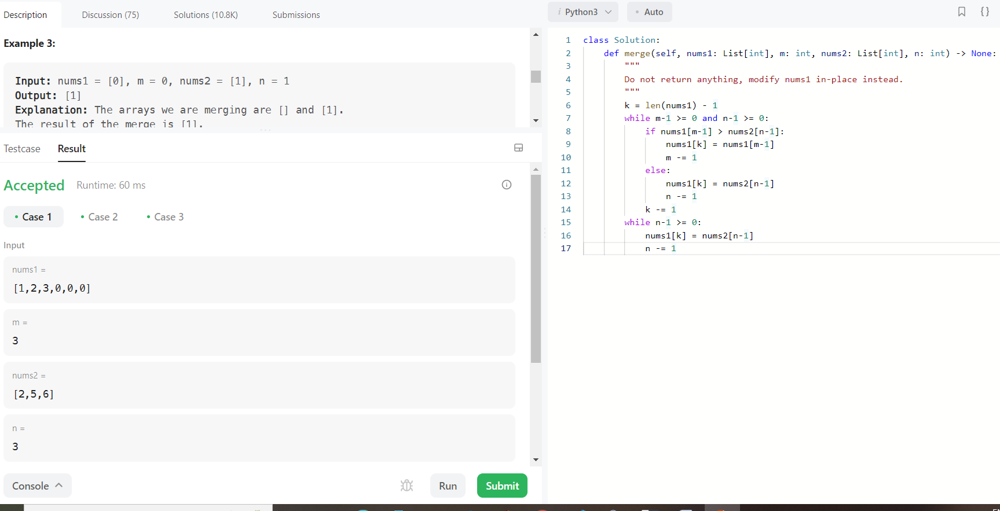 Description Discussion (75) Solutions (10.8K) Submissions
Example 3:
Input: nums1 = [0], m = 0, nums2 = [1], n = 1
Output: [1]
Explanation: The arrays we are merging are [] and [1].
The result of the merge is [1].
Testcase Result
Accepted Runtime: 60 ms
• Case 1 • Case 2 • Case 3
Input
nums1 =
[1,2,3,0,0,0]
m =
3
nums2 =
[2,5,6]
n =
3
Console Run Submit
i Python3 • Auto {}
1 class Solution:
2     def merge(self, nums1: List[int], m: int, nums2: List[int], n: int) -> None:
3         """
4         Do not return anything, modify nums1 in-place instead.
5         """
6         k = len(nums1) - 1
7         while m-1 >= 0 and n-1 >= 0:
8             if nums1[m-1] > nums2[n-1]:
9                 nums1[k] = nums1[m-1]
10                 m -= 1
11             else:
12                 nums1[k] = nums2[n-1]
13                 n -= 1
14             k -= 1
15         while n-1 >= 0:
16             nums1[k] = nums2[n-1]
17             n -= 1